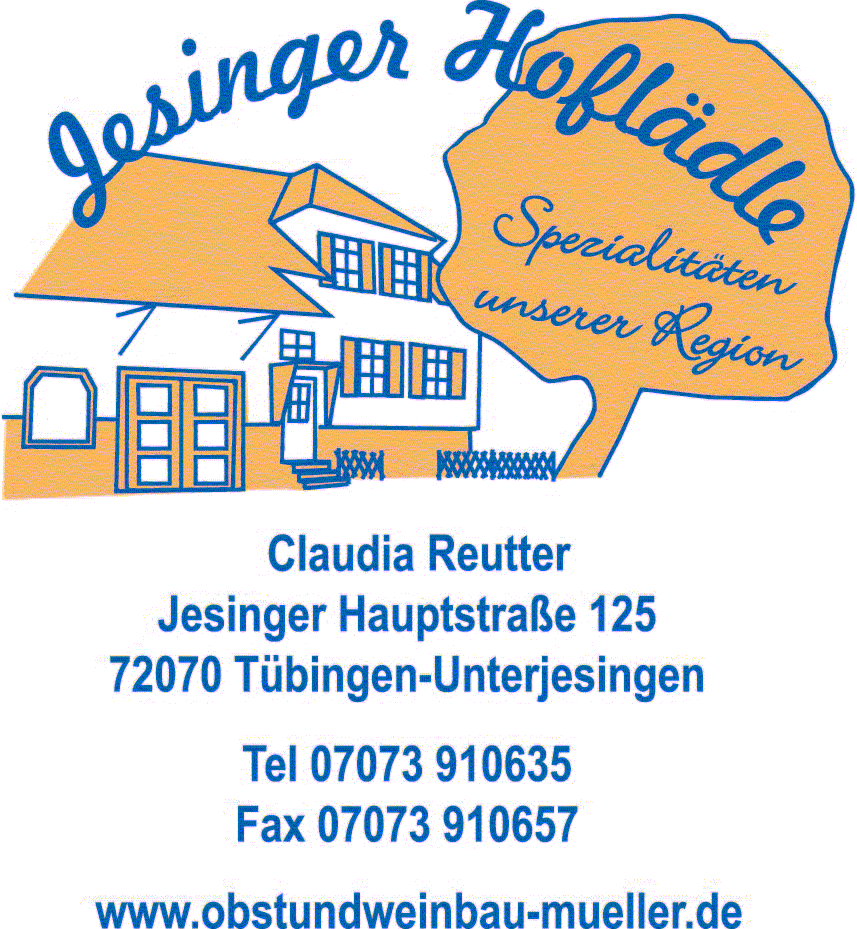 Jesinger Hoflädle
Spezialitäten
unserer Region
Claudia Reutter
Jesinger Hauptstraße 125
72070 Tübingen-Unterjesingen
Tel 07073 910635
Fax 07073 910657
www.obstundweinbau-mueller.de